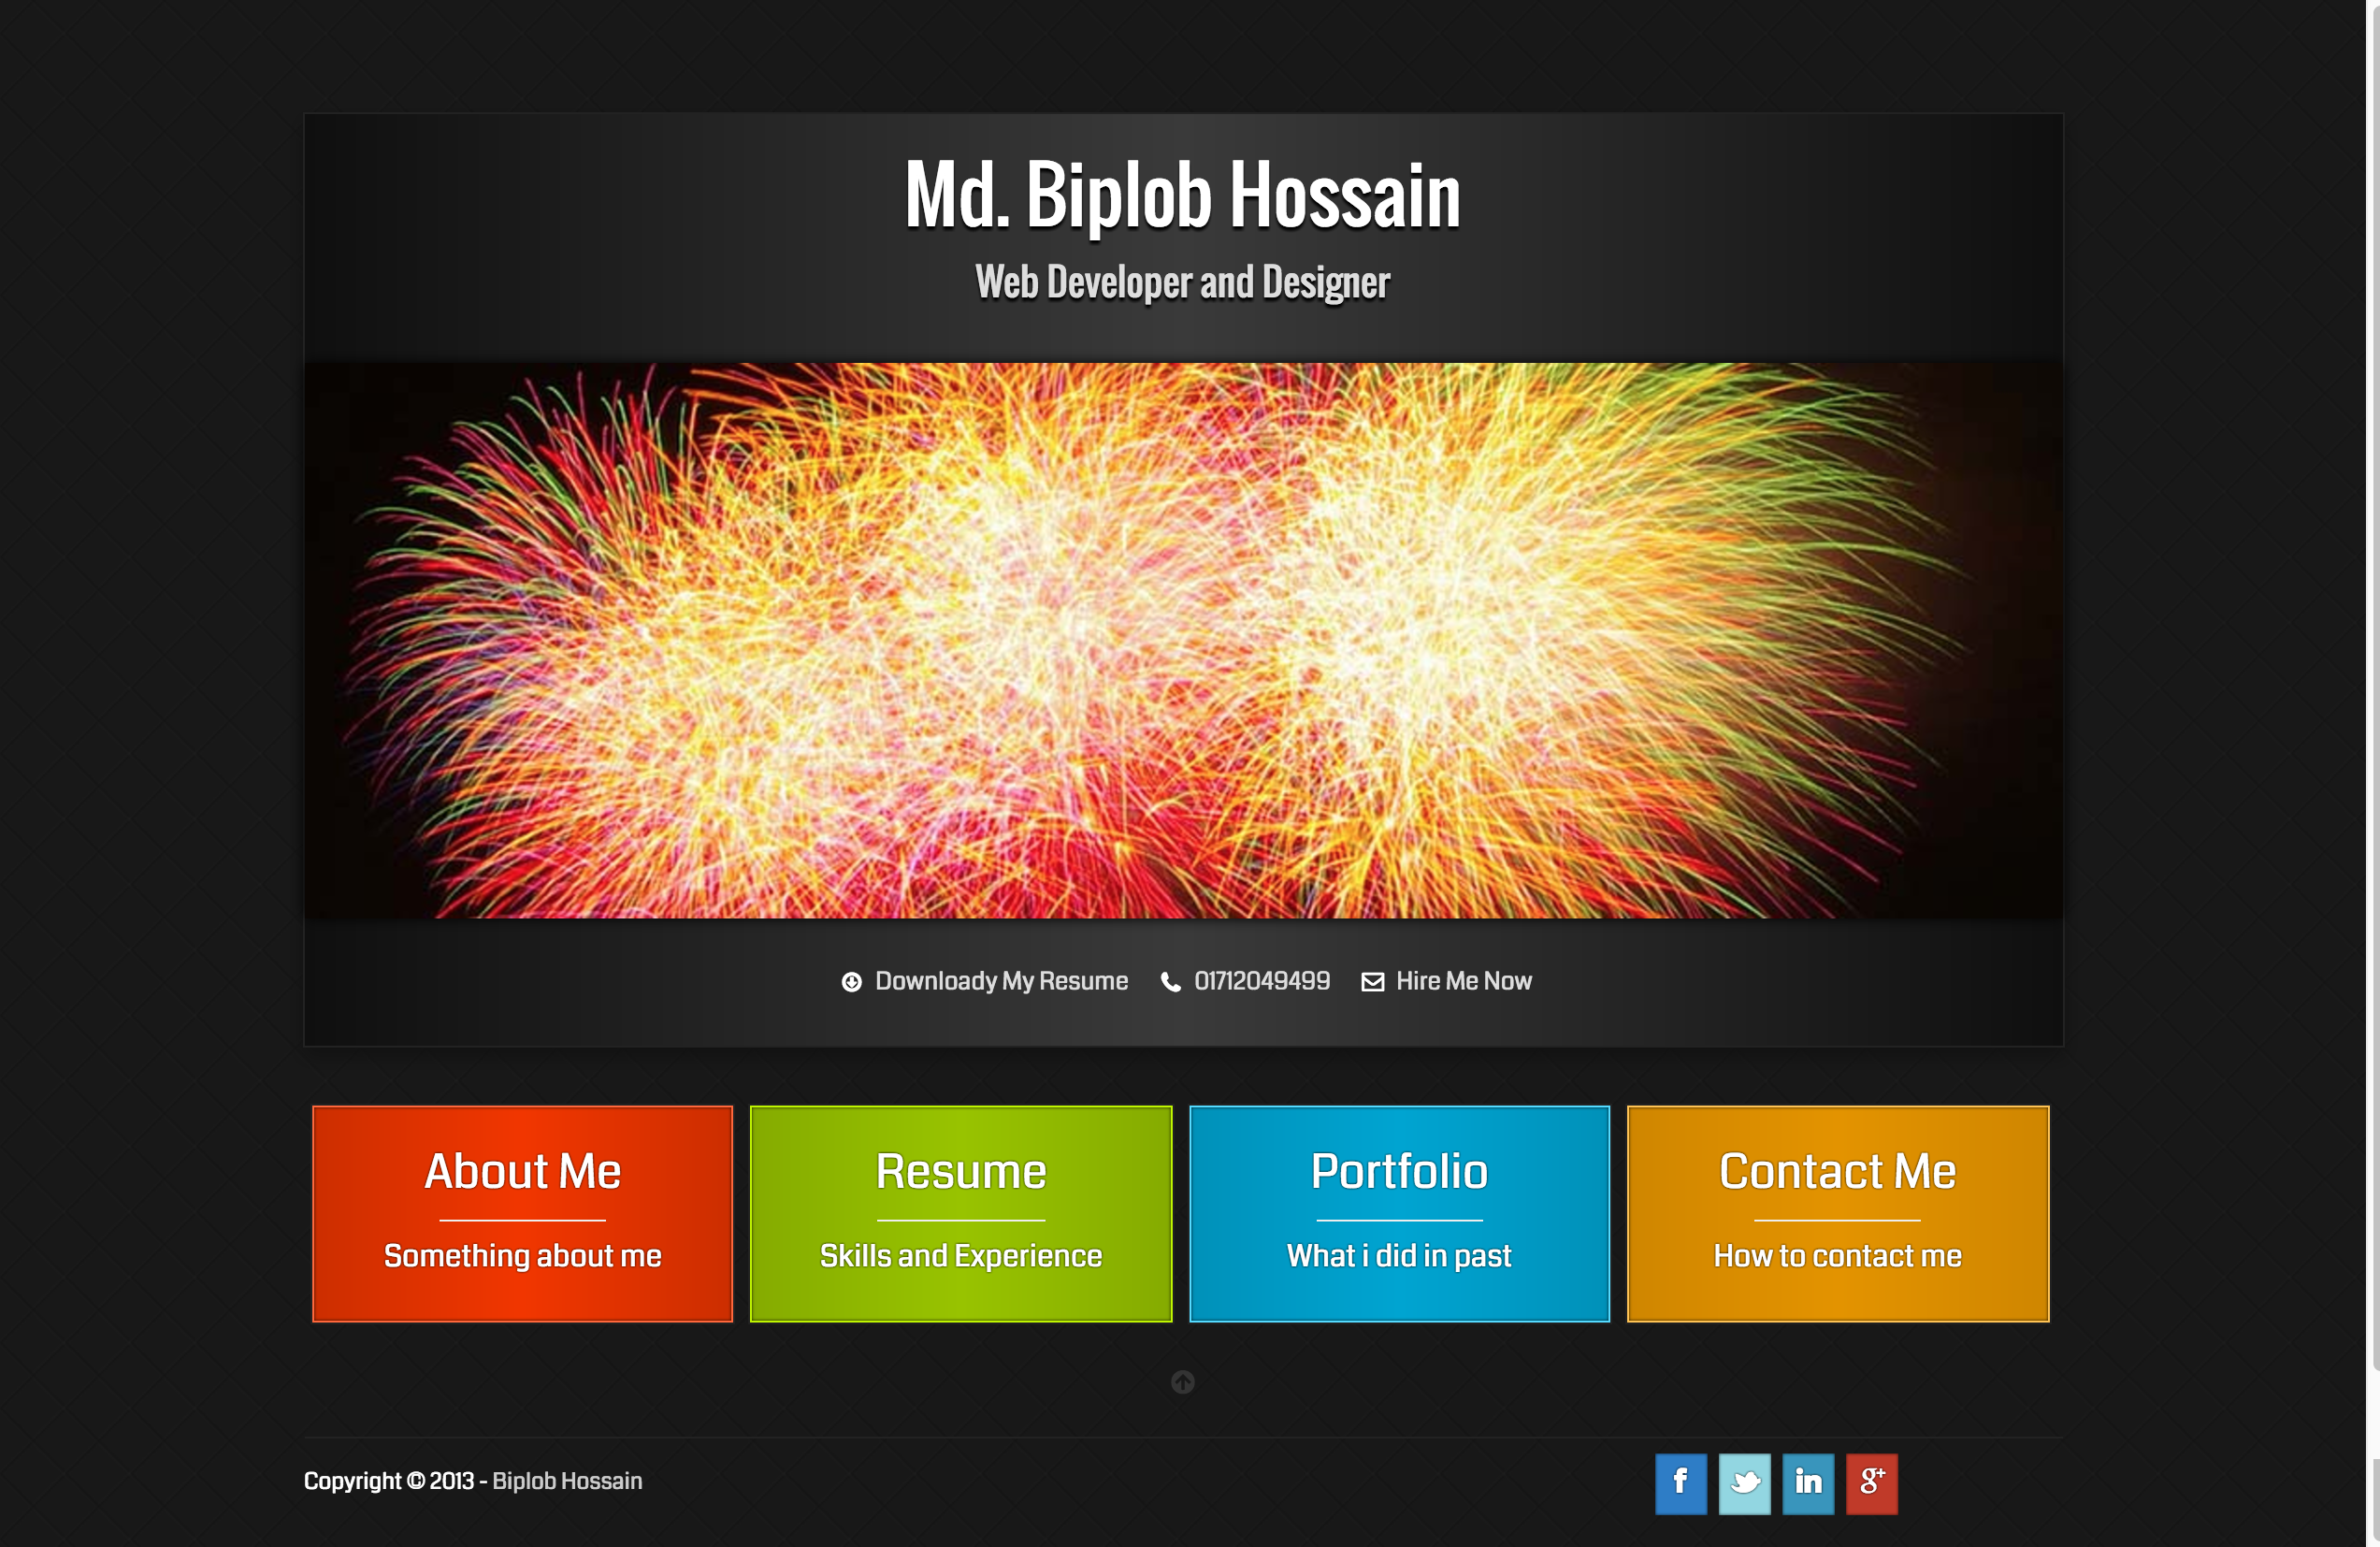 Md. Biplob Hossain
Web Developer and Designer
Downloady My Resume 01712049499 Hire Me Now
About Me
Something about me
Resume
Skills and Experience
Portfolio
What i did in past
Contact Me
How to contact me
Copyright © 2013 - Biplob Hossain
f in g+